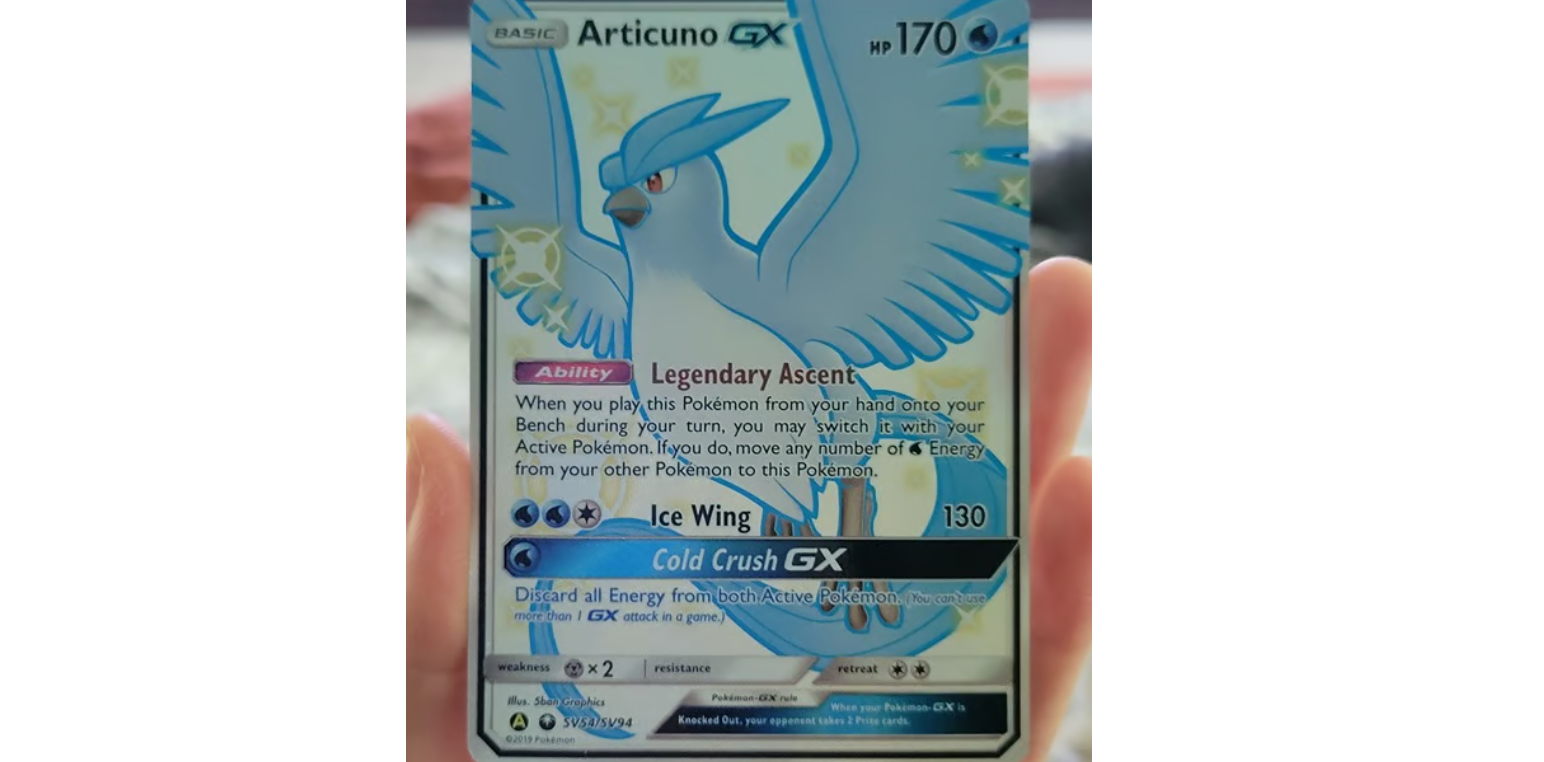 BASIC Articuno GX HP 170
Ability Legendary Ascent
When you play this Pokémon from your hand onto your
Bench during your turn, you may switch it with your
Active Pokémon. If you do, move any number of Energy
from your other Pokémon to this Pokémon.
Ice Wing 130
Cold Crush GX
Discard all Energy from both Active Pokémon. (You can't use
more than 1 GX attack in a game.)
weakness ×2 resistance retreat
Illus. 5ban Graphics
A SV54/SV94
©2019 Pokémon
Pokémon-GX rule
When your Pokémon-GX is
Knocked Out, your opponent takes 2 Prize cards.